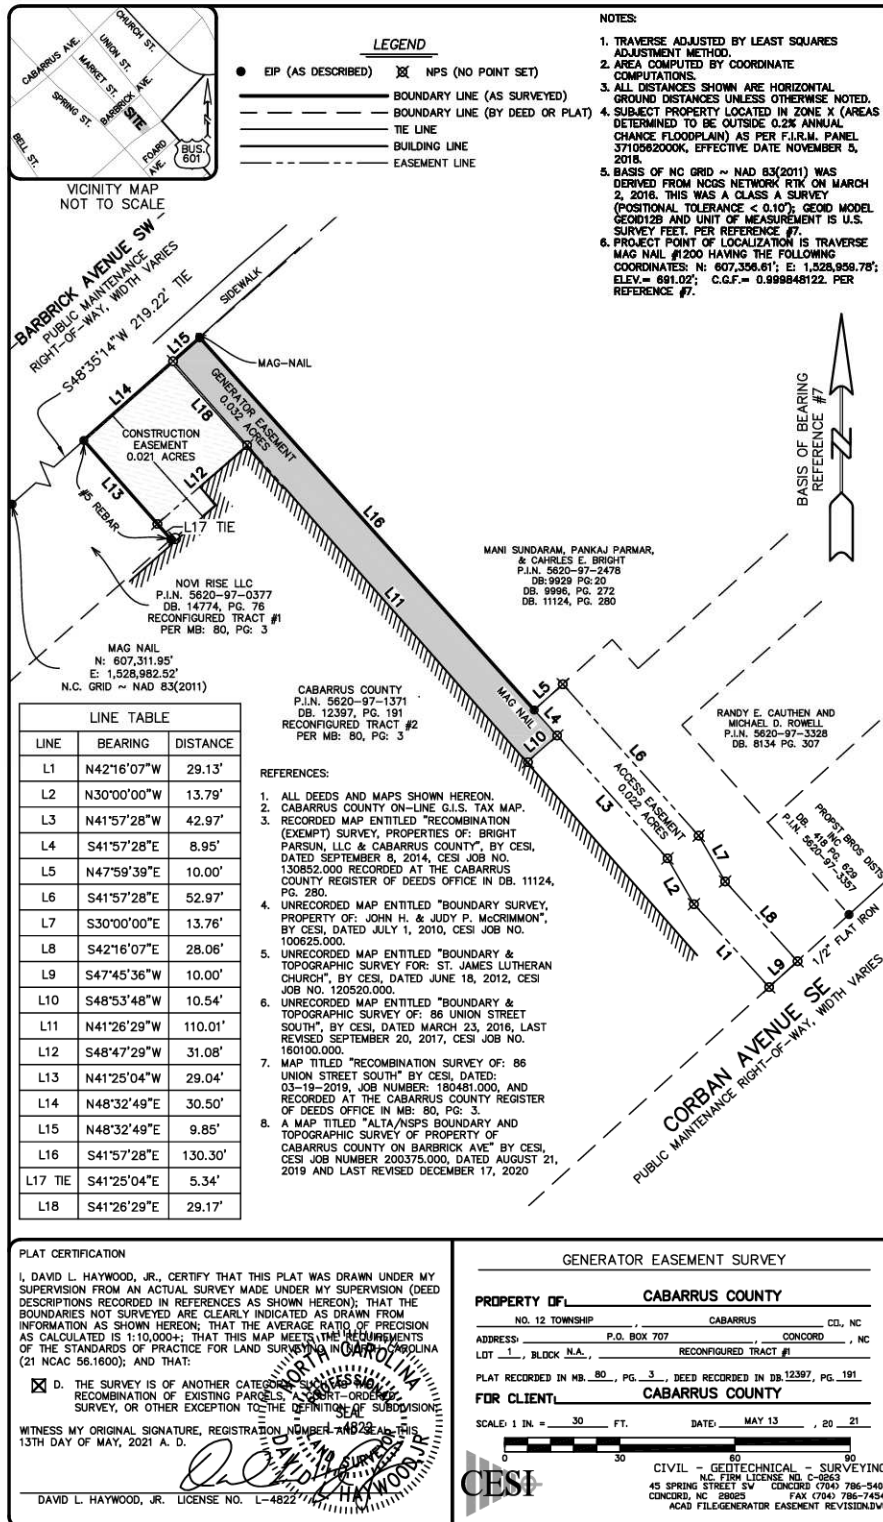 CHURCH ST.
CABARRUS AVE.
UNION ST.
MARKET ST.
BARBRICK AVE.
SPRING ST.
SITE
BELL ST.
FOARD AVE.
BUS. 601
VICINITY MAP
NOT TO SCALE
LEGEND
EIP (AS DESCRIBED)
NPS (NO POINT SET)
BOUNDARY LINE (AS SURVEYED)
BOUNDARY LINE (BY DEED OR PLAT)
TIE LINE
BUILDING LINE
EASEMENT LINE
NOTES:
1. TRAVERSE ADJUSTED BY LEAST SQUARES
ADJUSTMENT METHOD.
2. AREA COMPUTED BY COORDINATE
COMPUTATIONS.
3. ALL DISTANCES SHOWN ARE HORIZONTAL
GROUND DISTANCES UNLESS OTHERWISE NOTED.
4. SUBJECT PROPERTY LOCATED IN ZONE X (AREAS
DETERMINED TO BE OUTSIDE 0.2% ANNUAL
CHANCE FLOODPLAIN) AS PER F.I.R.M. PANEL
3710562000K, EFFECTIVE DATE NOVEMBER 5,
2018.
5. BASIS OF NC GRID ~ NAD 83(2011) WAS
DERIVED FROM NCGS NETWORK RTK ON MARCH
2, 2016. THIS WAS A CLASS A SURVEY
(POSITIONAL TOLERANCE < 0.10'); GEOID MODEL
GEOID12B AND UNIT OF MEASUREMENT IS U.S.
SURVEY FEET. PER REFERENCE #7.
6. PROJECT POINT OF LOCALIZATION IS TRAVERSE
MAG NAIL #1200 HAVING THE FOLLOWING
COORDINATES: N: 607,356.61'; E: 1,528,959.78';
ELEV.= 691.02'; C.G.F.= 0.999848122. PER
REFERENCE #7.
BARBRICK AVENUE SW
PUBLIC MAINTENANCE
RIGHT-OF-WAY, WIDTH VARIES
S48°35'14"W 219.22' TIE
SIDEWALK
L15
MAG-NAIL
L14
GENERATOR EASEMENT
0.032 ACRES
L18
CONSTRUCTION
EASEMENT
0.021 ACRES
L12
L13
#5 REBAR
L17 TIE
L16
L11
BASIS OF BEARING
REFERENCE #7
N
MANI SUNDARAM, PANKAJ PARMAR,
& CAHRLES E. BRIGHT
P.I.N. 5620-97-2478
DB: 9929 PG: 20
DB. 9996, PG. 272
DB. 11124, PG. 280
NOVI RISE LLC
P.I.N. 5620-97-0377
DB. 14774, PG. 76
RECONFIGURED TRACT #1
PER MB: 80, PG: 3
MAG NAIL
N: 607,311.95'
E: 1,528,982.52'
N.C. GRID ~ NAD 83(2011)
CABARRUS COUNTY
P.I.N. 5620-97-1371
DB. 12397, PG. 191
RECONFIGURED TRACT #2
PER MB: 80, PG: 3
MAG NAIL
L5
L4
L10
L6
ACCESS EASEMENT
0.022 ACRES
L3
L7
L2
L8
L1
L9
RANDY E. CAUTHEN AND
MICHAEL D. ROWELL
P.I.N. 5620-97-3328
DB. 8134 PG. 307
PROPST BROS DISTS
INC
DB. 418 PG. 629
P.I.N. 5620-97-3357
1/2" FLAT IRON
CORBAN AVENUE SE
PUBLIC MAINTENANCE RIGHT-OF-WAY, WIDTH VARIES
LINE TABLE
LINE BEARING DISTANCE
L1 N42°16'07"W 29.13'
L2 N30°00'00"W 13.79'
L3 N41°57'28"W 42.97'
L4 S41°57'28"E 8.95'
L5 N47°59'39"E 10.00'
L6 S41°57'28"E 52.97'
L7 S30°00'00"E 13.76'
L8 S42°16'07"E 28.06'
L9 S47°45'36"W 10.00'
L10 S48°53'48"W 10.54'
L11 N41°26'29"W 110.01'
L12 S48°47'29"W 31.08'
L13 N41°25'04"W 29.04'
L14 N48°32'49"E 30.50'
L15 N48°32'49"E 9.85'
L16 S41°57'28"E 130.30'
L17 TIE S41°25'04"E 5.34'
L18 S41°26'29"E 29.17'
REFERENCES:
1. ALL DEEDS AND MAPS SHOWN HEREON.
2. CABARRUS COUNTY ON-LINE G.I.S. TAX MAP.
3. RECORDED MAP ENTITLED "RECOMBINATION
(EXEMPT) SURVEY, PROPERTIES OF: BRIGHT
PARSUN, LLC & CABARRUS COUNTY", BY CESI,
DATED SEPTEMBER 8, 2014, CESI JOB NO.
130852.000 RECORDED AT THE CABARRUS
COUNTY REGISTER OF DEEDS OFFICE IN DB. 11124,
PG. 280.
4. UNRECORDED MAP ENTITLED "BOUNDARY SURVEY,
PROPERTY OF: JOHN H. & JUDY P. McCRIMMON",
BY CESI, DATED JULY 1, 2010, CESI JOB NO.
100625.000.
5. UNRECORDED MAP ENTITLED "BOUNDARY &
TOPOGRAPHIC SURVEY FOR: ST. JAMES LUTHERAN
CHURCH", BY CESI, DATED JUNE 18, 2012, CESI
JOB NO. 120520.000.
6. UNRECORDED MAP ENTITLED "BOUNDARY &
TOPOGRAPHIC SURVEY OF: 86 UNION STREET
SOUTH", BY CESI, DATED MARCH 23, 2016, LAST
REVISED SEPTEMBER 20, 2017, CESI JOB NO.
160100.000.
7. MAP TITLED "RECOMBINATION SURVEY OF: 86
UNION STREET SOUTH" BY CESI, DATED:
03-19-2019, JOB NUMBER: 180481.000, AND
RECORDED AT THE CABARRUS COUNTY REGISTER
OF DEEDS OFFICE IN MB: 80, PG: 3.
8. A MAP TITLED "ALTA/NSPS BOUNDARY AND
TOPOGRAPHIC SURVEY OF PROPERTY OF
CABARRUS COUNTY ON BARBRICK AVE" BY CESI,
CESI JOB NUMBER 200375.000, DATED AUGUST 21,
2019 AND LAST REVISED DECEMBER 17, 2020
PLAT CERTIFICATION
I, DAVID L. HAYWOOD, JR., CERTIFY THAT THIS PLAT WAS DRAWN UNDER MY
SUPERVISION FROM AN ACTUAL SURVEY MADE UNDER MY SUPERVISION (DEED
DESCRIPTIONS RECORDED IN REFERENCES AS SHOWN HEREON); THAT THE
BOUNDARIES NOT SURVEYED ARE CLEARLY INDICATED AS DRAWN FROM
INFORMATION AS SHOWN HEREON; THAT THE AVERAGE RATIO OF PRECISION
AS CALCULATED IS 1:10,000+; THAT THIS MAP MEETS THE REQUIREMENTS
OF THE STANDARDS OF PRACTICE FOR LAND SURVEYING IN NORTH CAROLINA
(21 NCAC 56.1600); AND THAT:
D. THE SURVEY IS OF ANOTHER CATEGORY, SUCH AS THE
RECOMBINATION OF EXISTING PARCELS, A COURT-ORDERED
SURVEY, OR OTHER EXCEPTION TO THE DEFINITION OF SUBDIVISION
WITNESS MY ORIGINAL SIGNATURE, REGISTRATION NUMBER AND SEAL THIS
13TH DAY OF MAY, 2021 A. D.
DAVID L. HAYWOOD, JR. LICENSE NO. L-4822
NORTH CAROLINA
PROFESSIONAL
SEAL
L-4822
LAND SURVEYOR
DAVID L. HAYWOOD, JR.
GENERATOR EASEMENT SURVEY
PROPERTY OF: CABARRUS COUNTY
NO. 12 TOWNSHIP , CABARRUS CO., NC
ADDRESS: P.O. BOX 707 , CONCORD , NC
LOT 1 , BLOCK N.A. , RECONFIGURED TRACT #1
PLAT RECORDED IN MB. 80 , PG. 3 , DEED RECORDED IN DB. 12397, PG. 191
FOR CLIENT: CABARRUS COUNTY
SCALE: 1 IN. = 30 FT. DATE: MAY 13 , 20 21
0 30 60 90
CESI
CIVIL - GEOTECHNICAL - SURVEYING
N.C. FIRM LICENSE NO. C-0263
45 SPRING STREET SW CONCORD (704) 786-540
CONCORD, NC 28025 FAX (704) 786-745
ACAD FILE:GENERATOR EASEMENT REVISION.DW